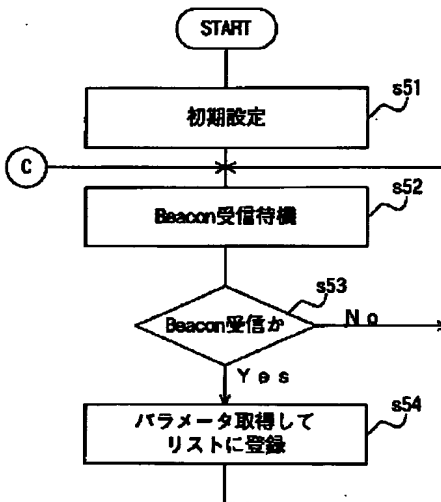 START
s51
初期設定
C
s52
Beacon受信待機
s53
Beacon受信か
No
Yes
s54
パラメータ取得して
リストに登録